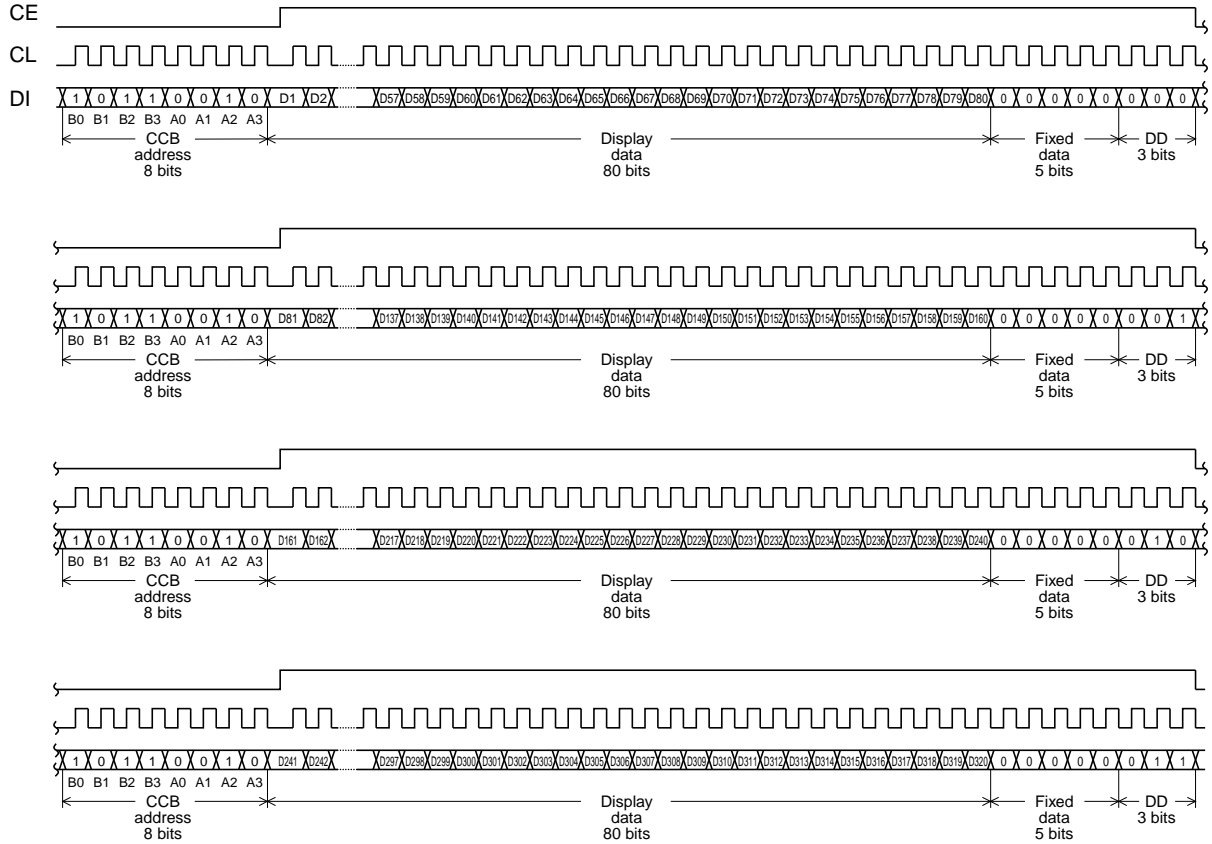 CE
CL
DI 1 0 1 1 0 0 1 0 D1 D2 D57 D58 D59 D60 D61 D62 D63 D64 D65 D66 D67 D68 D69 D70 D71 D72 D73 D74 D75 D76 D77 D78 D79 D80 0 0 0 0 0 0 0 0
B0 B1 B2 B3 A0 A1 A2 A3
CCB Display Fixed DD
address data data 3 bits
8 bits 80 bits 5 bits
1 0 1 1 0 0 1 0 D81 D82 D137 D138 D139 D140 D141 D142 D143 D144 D145 D146 D147 D148 D149 D150 D151 D152 D153 D154 D155 D156 D157 D158 D159 D160 0 0 0 0 0 0 0 1
B0 B1 B2 B3 A0 A1 A2 A3
CCB Display Fixed DD
address data data 3 bits
8 bits 80 bits 5 bits
1 0 1 1 0 0 1 0 D161 D162 D217 D218 D219 D220 D221 D222 D223 D224 D225 D226 D227 D228 D229 D230 D231 D232 D233 D234 D235 D236 D237 D238 D239 D240 0 0 0 0 0 0 1 0
B0 B1 B2 B3 A0 A1 A2 A3
CCB Display Fixed DD
address data data 3 bits
8 bits 80 bits 5 bits
1 0 1 1 0 0 1 0 D241 D242 D297 D298 D299 D300 D301 D302 D303 D304 D305 D306 D307 D308 D309 D310 D311 D312 D313 D314 D315 D316 D317 D318 D319 D320 0 0 0 0 0 0 1 1
B0 B1 B2 B3 A0 A1 A2 A3
CCB Display Fixed DD
address data data 3 bits
8 bits 80 bits 5 bits